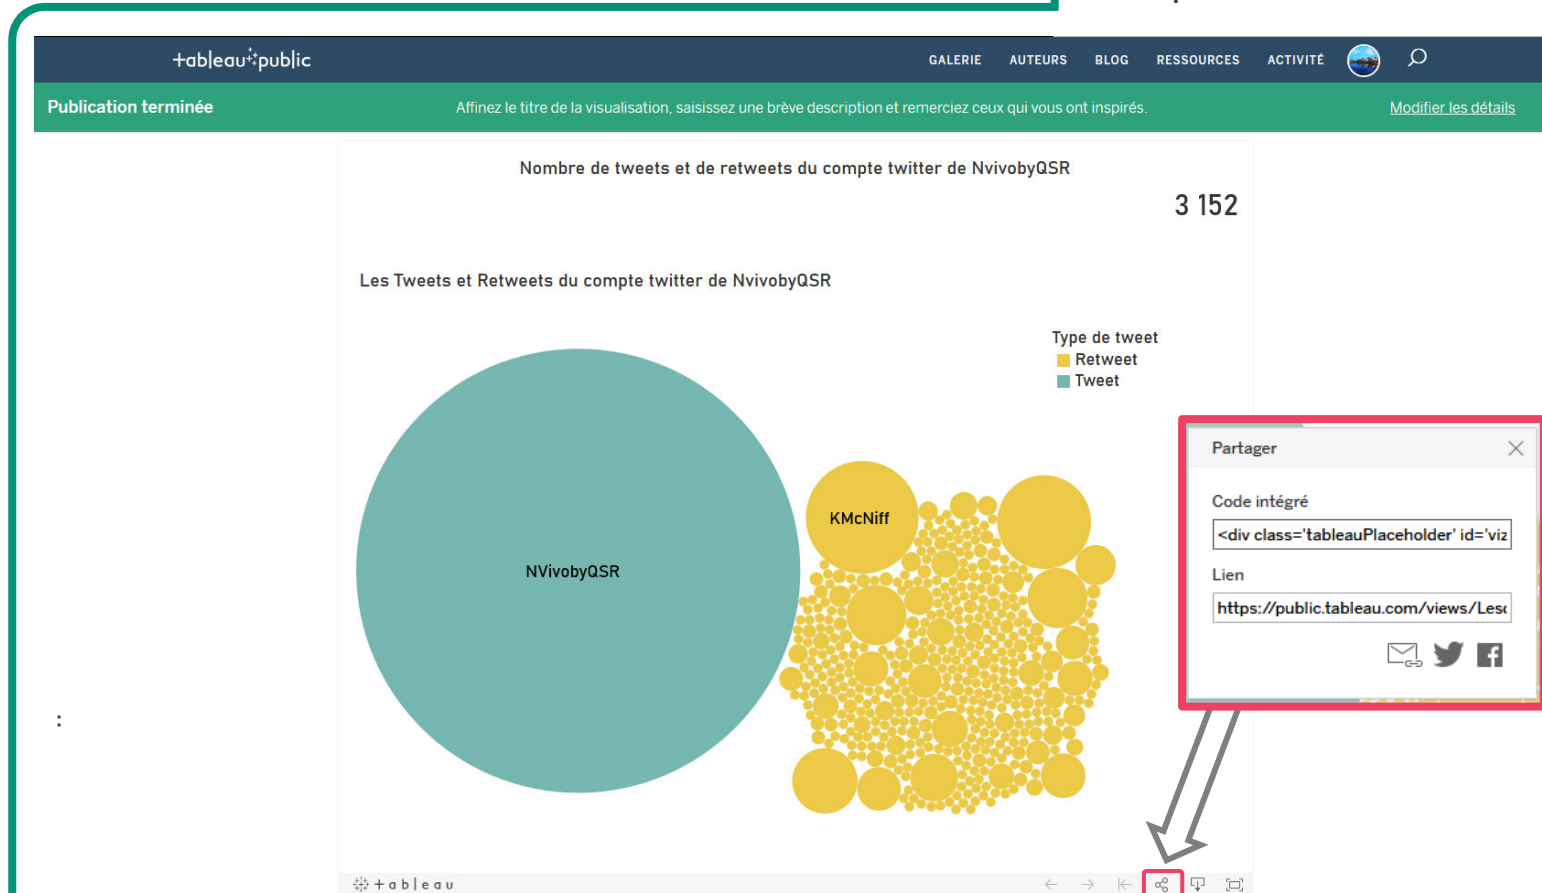 +ableau public
GALERIE AUTEURS BLOG RESSOURCES ACTIVITÉ
Publication terminée
Affinez le titre de la visualisation, saisissez une brève description et remerciez ceux qui vous ont inspirés.
Modifier les détails
Nombre de tweets et de retweets du compte twitter de NvivobyQSR
3 152
Les Tweets et Retweets du compte twitter de NvivobyQSR
Type de tweet
Retweet
Tweet
KMcNiff
NVivobyQSR
Partager
Code intégré
<div class='tableauPlaceholder' id='viz
Lien
https://public.tableau.com/views/Lesc
:
+ableau